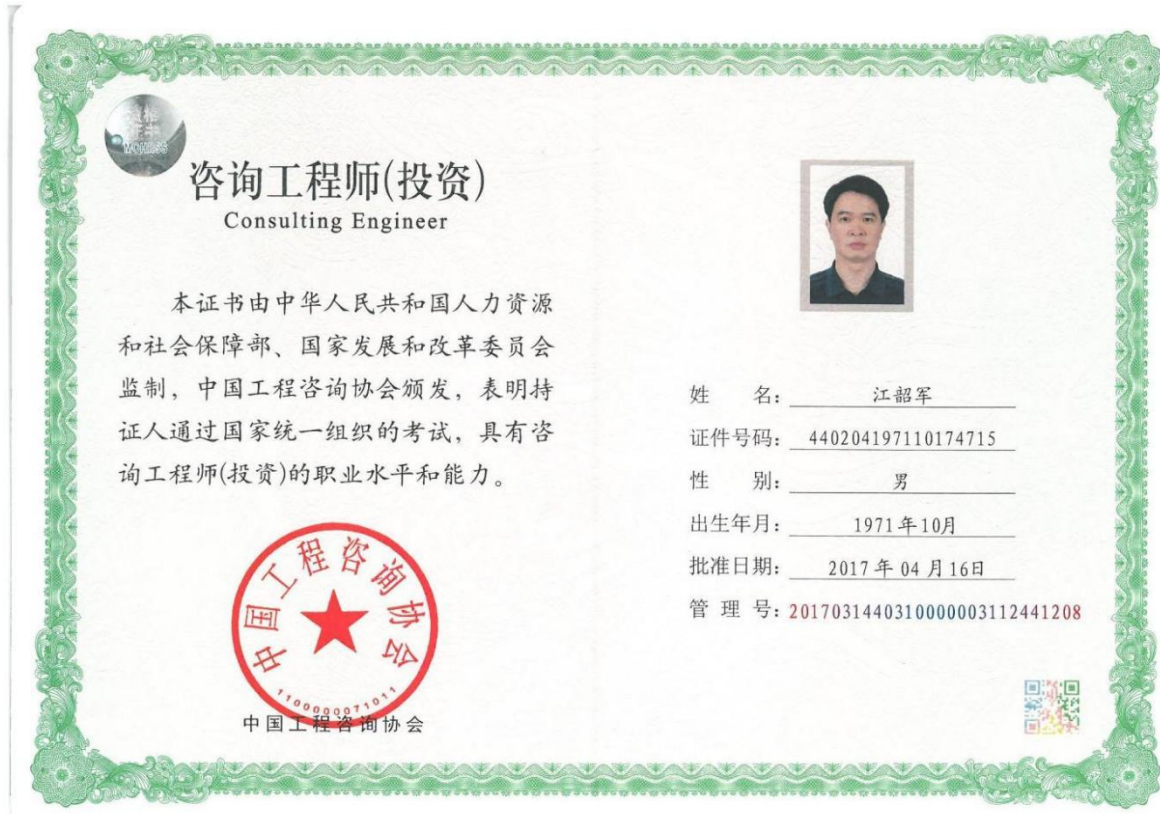 咨询工程师(投资)
Consulting Engineer
本证书由中华人民共和国人力资源
和社会保障部、国家发展和改革委员会
监制，中国工程咨询协会颁发，表明持
证人通过国家统一组织的考试，具有咨
询工程师(投资)的职业水平和能力。
中国工程咨询协会
1100000071011
中国工程咨询协会
姓 名：江韶军
证件号码：440204197110174715
性 别：男
出生年月：1971年10月
批准日期：2017年04月16日
管 理 号：2017031440310000003112441208